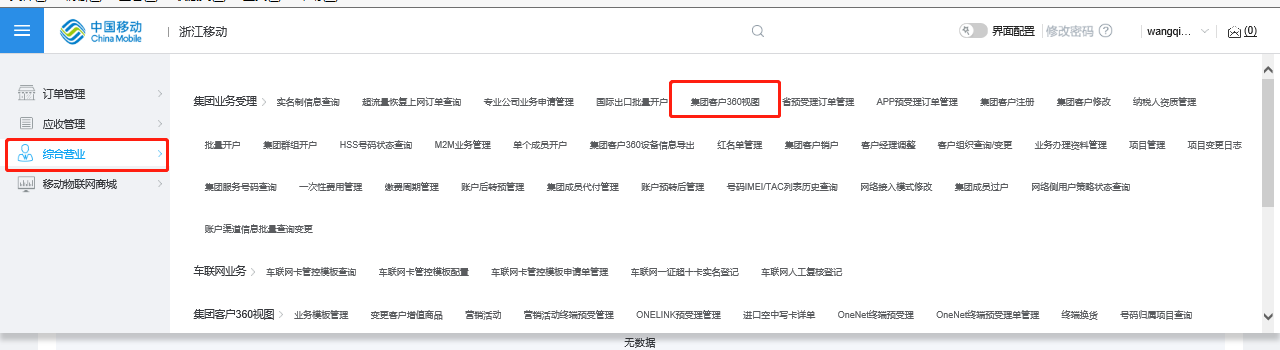 中国移动
China Mobile
浙江移动
界面配置
修改密码
wangqi...
(0)
订单管理
应收管理
综合营业
移动物联网商城
集团业务受理 实名制信息查询 超流量恢复上网订单查询 专业公司业务申请管理 国际出口批量开户 集团客户360视图 省预受理订单管理 APP预受理订单管理 集团客户注册 集团客户修改 纳税人资质管理
批量开户 集团群组开户 HSS号码状态查询 M2M业务管理 单个成员开户 集团客户360设备信息导出 红名单管理 集团客户销户 客户经理调整 客户组织查询/变更 业务办理资料管理 项目管理 项目变更日志
集团服务号码查询 一次性费用管理 缴费周期管理 账户后转预管理 集团成员代付管理 账户预转后管理 号码IMEI/TAC列表历史查询 网络接入模式修改 集团成员过户 网络侧用户策略状态查询
账户渠道信息批量查询变更
车联网业务 车联网卡管控模板查询 车联网卡管控模板配置 车联网卡管控模板申请单管理 车联网一证超十卡实名登记 车联网人工复核登记
集团客户360视图 业务模板管理 变更客户增值商品 营销活动 营销活动终端预受管理 ONELINK预受理管理 进口空中写卡详单 OneNet终端预受理 OneNet终端预受理单管理 终端换货 号码归属项目查询
无数据